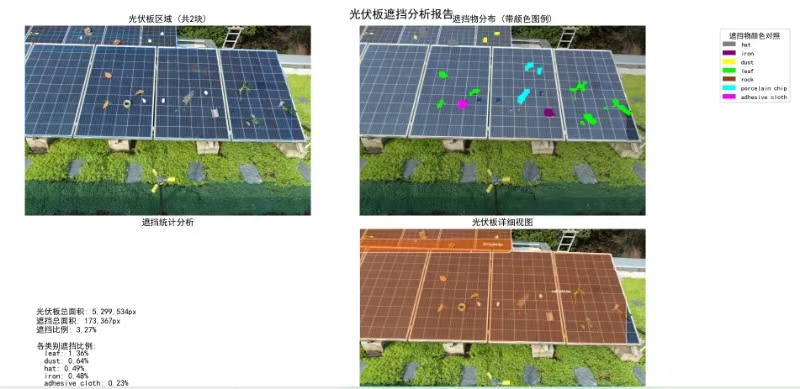 光伏板遮挡分析报告
光伏板区域 (共2块)
遮挡物分布 (带颜色图例)
遮挡物颜色对照
hat
iron
dust
leaf
rock
porcelain chip
adhesive cloth
遮挡统计分析
光伏板详细视图
光伏板总面积: 5,299,534px
遮挡总面积: 173,367px
遮挡比例: 3.27%
各类别遮挡比例:
leaf: 1.36%
dust: 0.64%
hat: 0.49%
iron: 0.48%
adhesive cloth: 0.23%